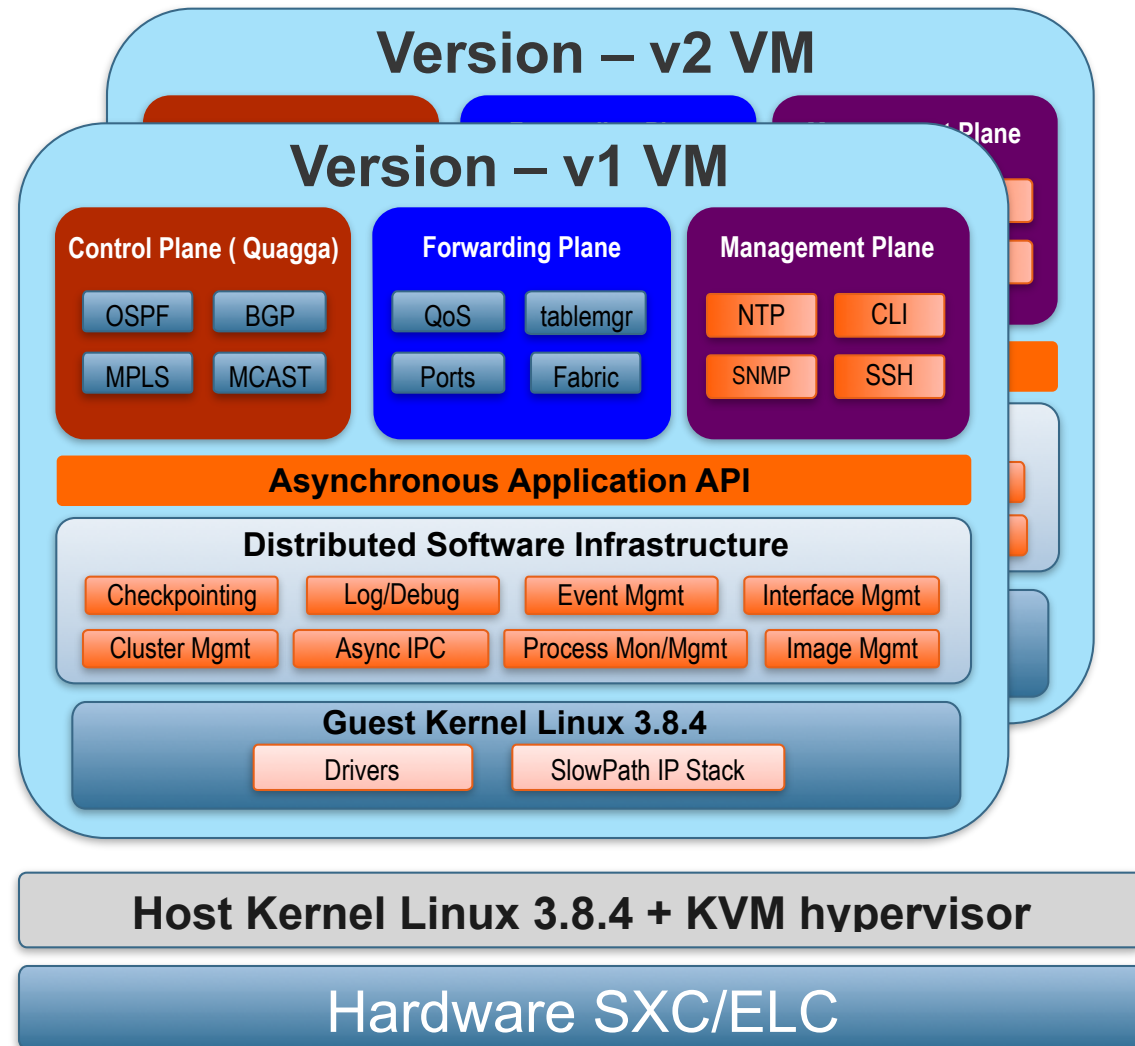 Version – v2 VM
Plane
Version – v1 VM
Control Plane ( Quagga)
OSPF BGP
MPLS MCAST
Forwarding Plane
QoS tablemgr
Ports Fabric
Management Plane
NTP CLI
SNMP SSH
Asynchronous Application API
Distributed Software Infrastructure
Checkpointing Log/Debug Event Mgmt Interface Mgmt
Cluster Mgmt Async IPC Process Mon/Mgmt Image Mgmt
Guest Kernel Linux 3.8.4
Drivers SlowPath IP Stack
Host Kernel Linux 3.8.4 + KVM hypervisor
Hardware SXC/ELC